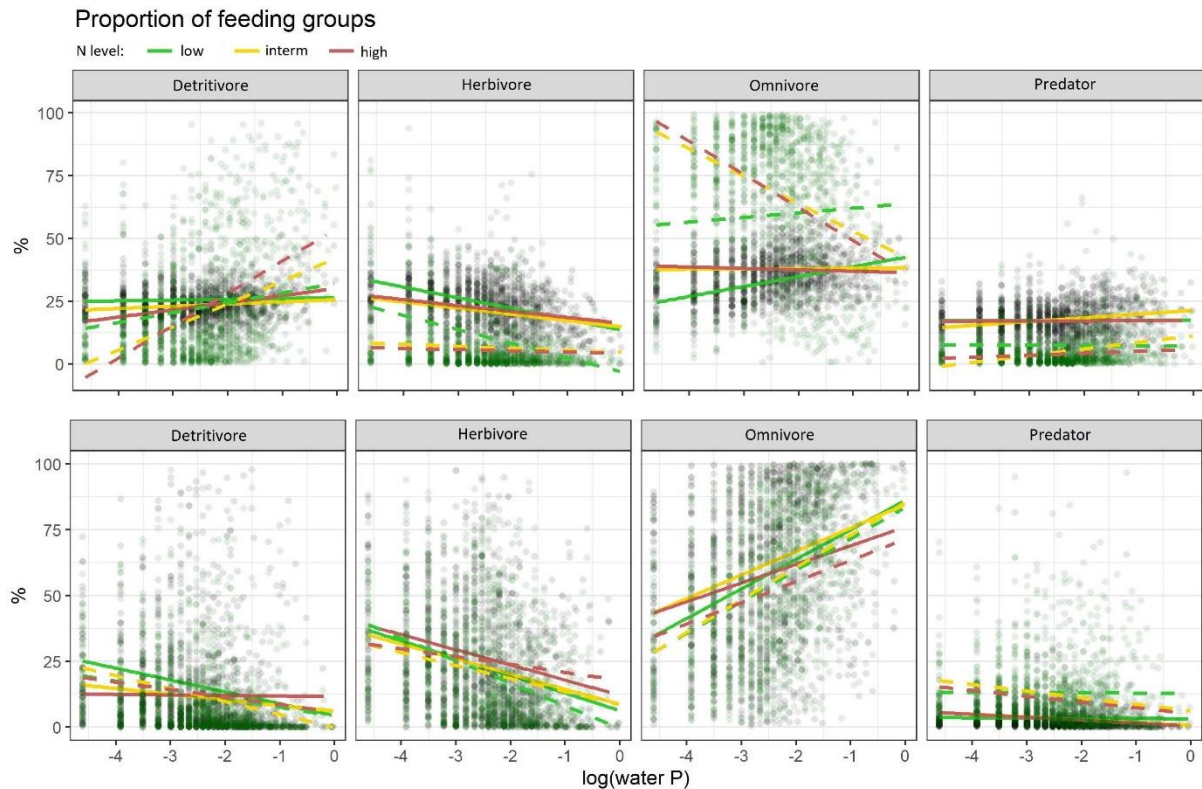 Proportion of feeding groups
N level: low interm high
Detritivore Herbivore Omnivore Predator
100
75
50
25
0
%
Detritivore Herbivore Omnivore Predator
100
75
50
25
0
%
-4 -3 -2 -1 0 -4 -3 -2 -1 0 -4 -3 -2 -1 0 -4 -3 -2 -1 0
log(water P)